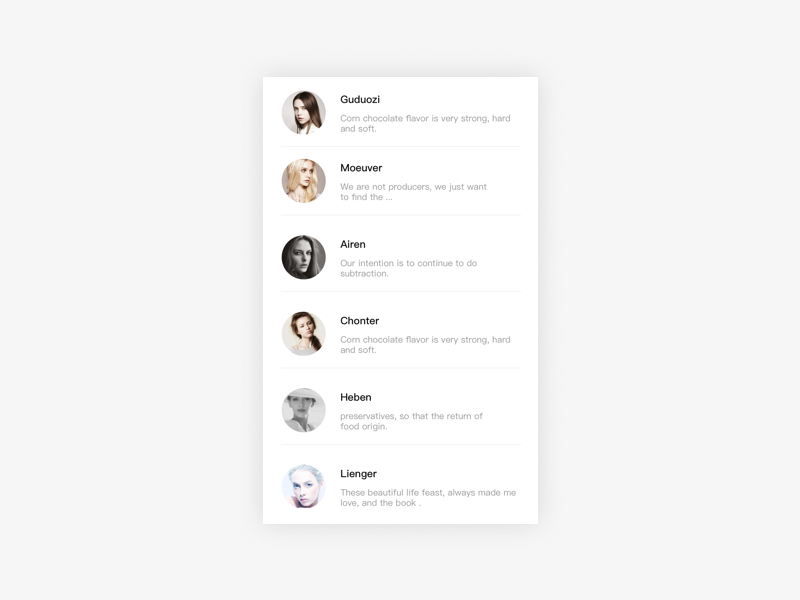 Guduozi
Corn chocolate flavor is very strong, hard
and soft.
Moeuver
We are not producers, we just want
to find the ...
Airen
Our intention is to continue to do
subtraction.
Chonter
Corn chocolate flavor is very strong, hard
and soft.
Heben
preservatives, so that the return of
food origin.
Lienger
These beautiful life feast, always made me
love, and the book .